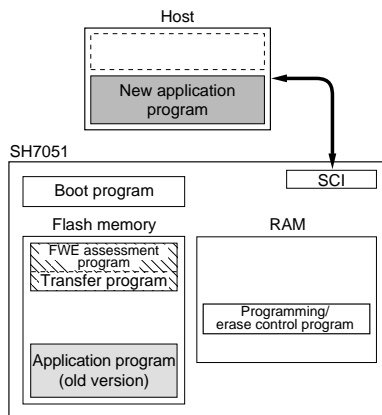 Host
New application
program
SH7051
SCI
Boot program
Flash memory
RAM
FWE assessment
program
Transfer program
Programming/
erase control program
Application program
(old version)